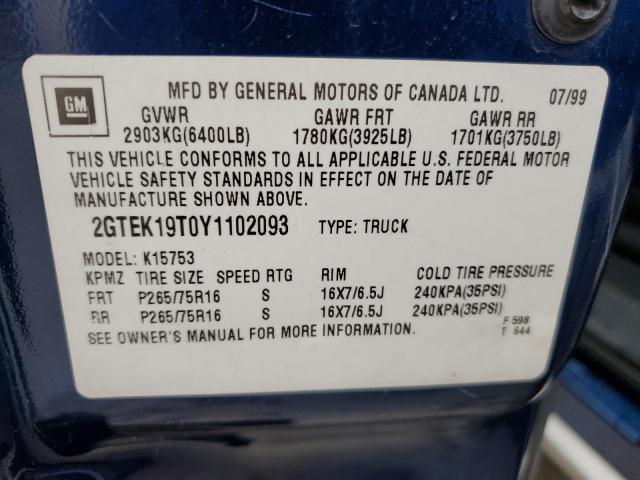 GM
MFD BY GENERAL MOTORS OF CANADA LTD. 07/99
GVWR GAWR FRT GAWR RR
2903KG(6400LB) 1780KG(3925LB) 1701KG(3750LB)
THIS VEHICLE CONFORMS TO ALL APPLICABLE U.S. FEDERAL MOTOR
VEHICLE SAFETY STANDARDS IN EFFECT ON THE DATE OF
MANUFACTURE SHOWN ABOVE.
2GTEK19T0Y1102093 TYPE: TRUCK
MODEL: K15753
KPMZ TIRE SIZE SPEED RTG RIM COLD TIRE PRESSURE
FRT P265/75R16 S 16X7/6.5J 240KPA(35PSI)
RR P265/75R16 S 16X7/6.5J 240KPA(35PSI)
SEE OWNER'S MANUAL FOR MORE INFORMATION.
F 598
T 644